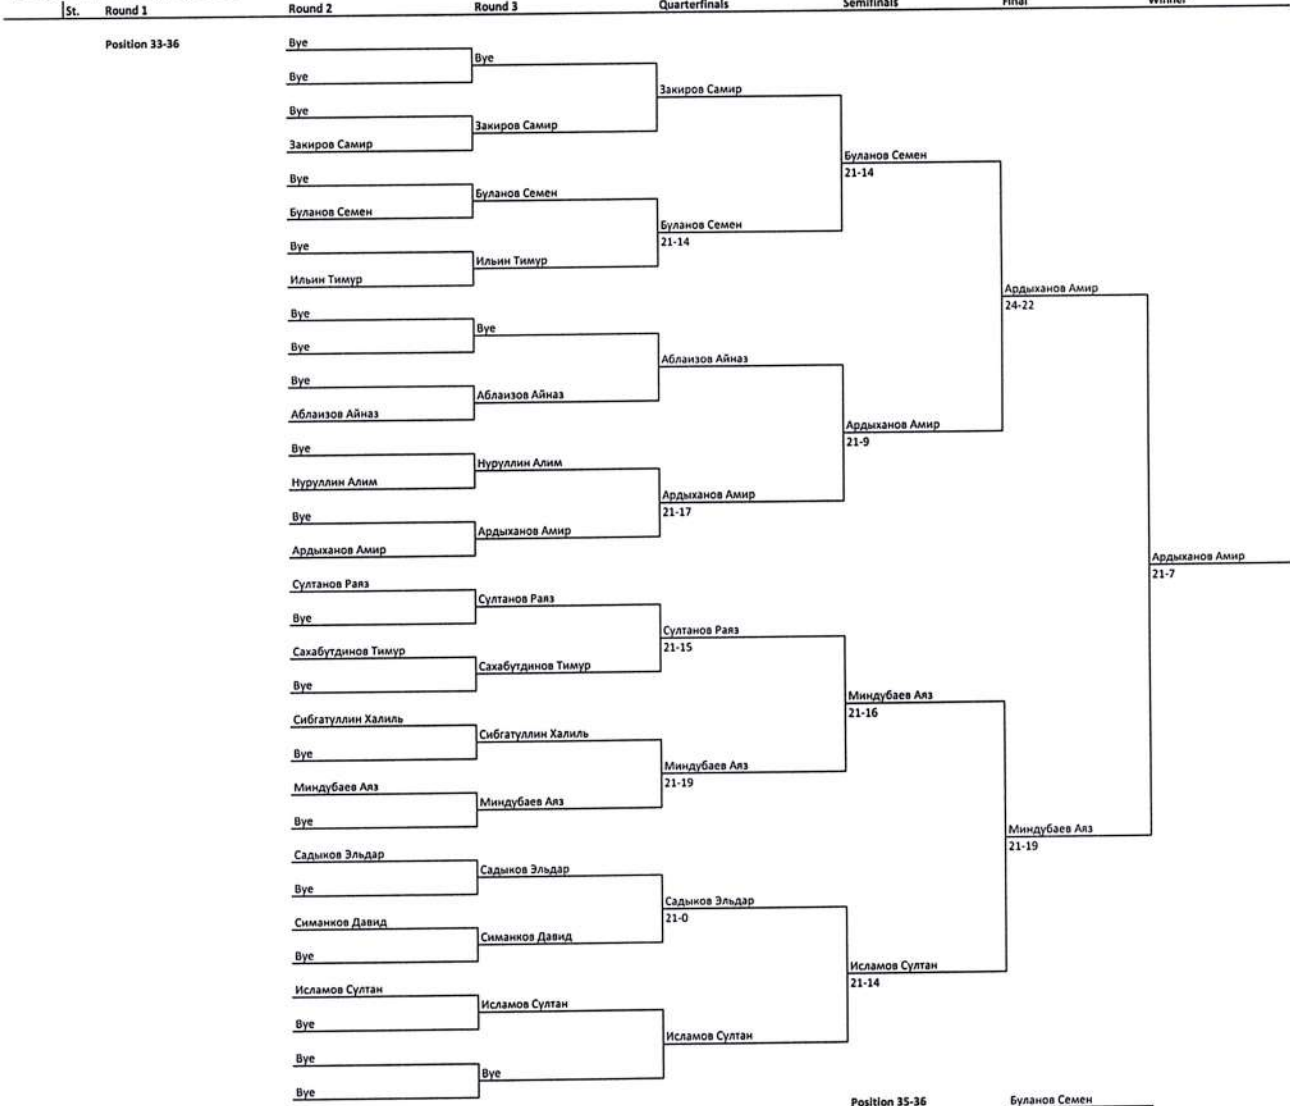 St. Round 1 Round 2 Round 3 Quarterfinals Semifinals Final Winner
Position 33-36
Bye
Bye
Bye
Bye
Закиров Самир
Bye
Закиров Самир
Закиров Самир
Буланов Семен
21-14
Bye
Буланов Семен
Буланов Семен
Буланов Семен
21-14
Bye
Ильин Тимур
Ильин Тимур
Ардыханов Амир
24-22
Bye
Bye
Bye
Аблаизов Айназ
Bye
Аблаизов Айназ
Аблаизов Айназ
Ардыханов Амир
21-9
Bye
Нуруллин Алим
Нуруллин Алим
Ардыханов Амир
21-17
Bye
Ардыханов Амир
Ардыханов Амир
Ардыханов Амир
21-7
Султанов Раяз
Султанов Раяз
Bye
Султанов Раяз
21-15
Сахабутдинов Тимур
Сахабутдинов Тимур
Bye
Миндубаев Аяз
21-16
Сибгатуллин Халиль
Сибгатуллин Халиль
Bye
Миндубаев Аяз
21-19
Миндубаев Аяз
Миндубаев Аяз
Bye
Миндубаев Аяз
21-19
Садыков Эльдар
Садыков Эльдар
Bye
Садыков Эльдар
21-0
Симанков Давид
Симанков Давид
Bye
Исламов Султан
21-14
Исламов Султан
Исламов Султан
Bye
Исламов Султан
Bye
Bye
Bye
Position 35-36 Буланов Семен